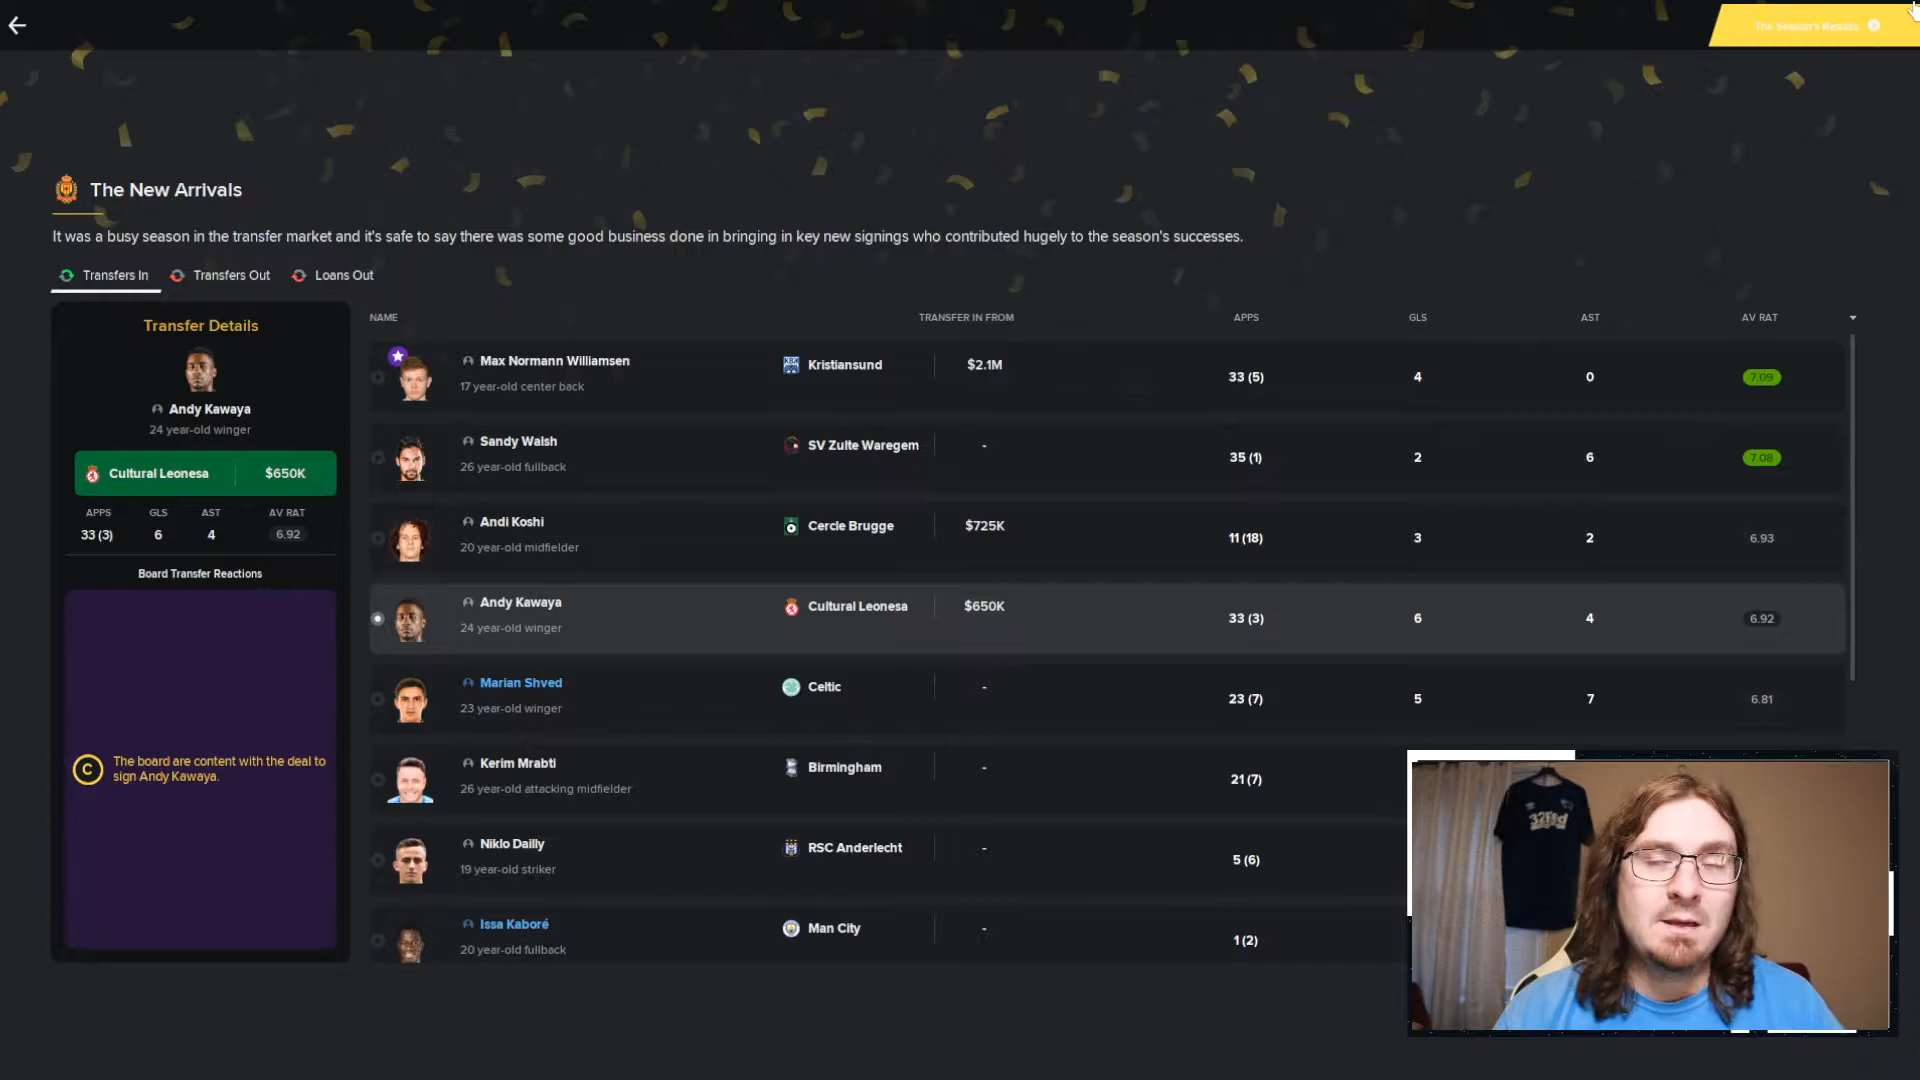 The Season's Results
The New Arrivals
It was a busy season in the transfer market and it's safe to say there was some good business done in bringing in key new signings who contributed hugely to the season's successes.
Transfers In Transfers Out Loans Out
Transfer Details
Andy Kawaya
24 year-old winger
Cultural Leonesa $650K
APPS GLS AST AV RAT
33 (3) 6 4 6.92
Board Transfer Reactions
C The board are content with the deal to
sign Andy Kawaya.
NAME TRANSFER IN FROM APPS GLS AST AV RAT
Max Normann Williamsen Kristiansund $2.1M 33 (5) 4 0 7.09
17 year-old center back
Sandy Walsh SV Zulte Waregem - 35 (1) 2 6 7.08
26 year-old fullback
Andi Koshi Cercle Brugge $725K 11 (18) 3 2 6.93
20 year-old midfielder
Andy Kawaya Cultural Leonesa $650K 33 (3) 6 4 6.92
24 year-old winger
Marian Shved Celtic - 23 (7) 5 7 6.81
23 year-old winger
Kerim Mrabti Birmingham - 21 (7)
26 year-old attacking midfielder
Niklo Dailly RSC Anderlecht - 5 (6)
19 year-old striker
Issa Kaboré Man City - 1 (2)
20 year-old fullback
32Red